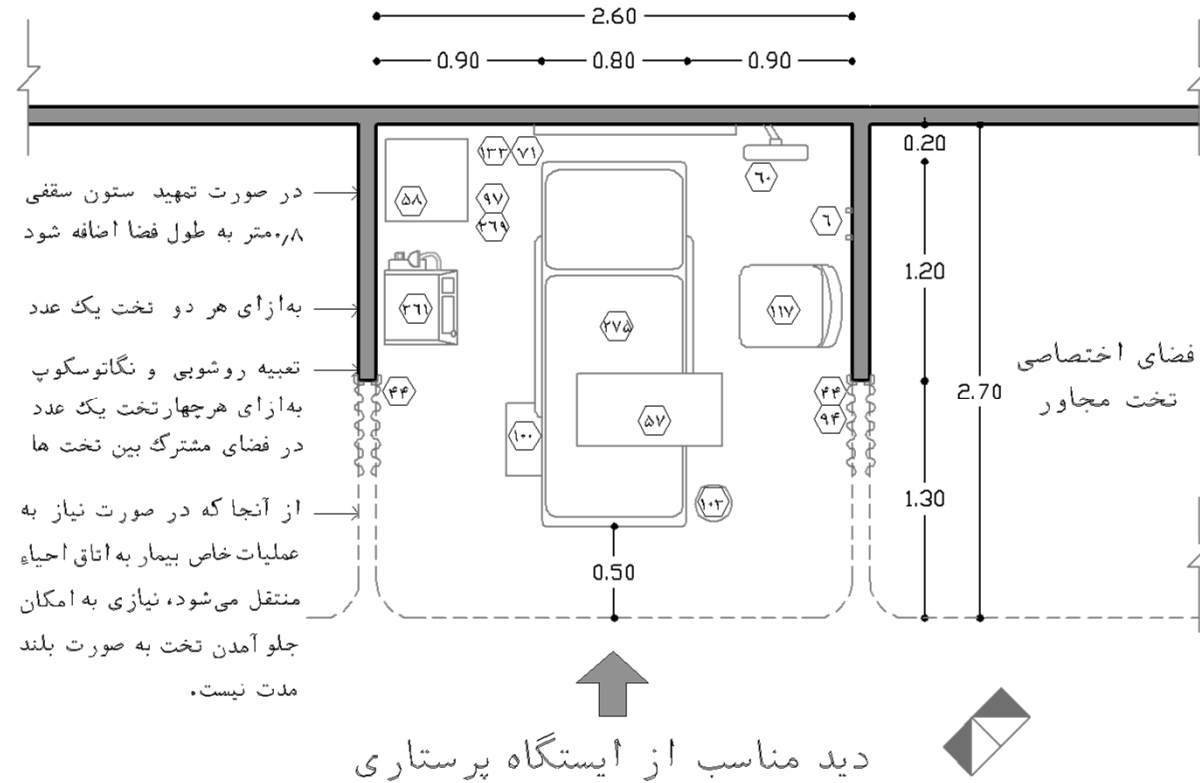 2.60
0.90
0.80
0.90
0.20
1.20
2.70
1.30
0.50
۱۳۳
۷۱
۵۸
۹۷
۲۶۹
۶۰
۶
۳۶۱
۲۷۵
۱۱۷
۴۴
۵۷
۴۴
۹۴
۱۰۰
۱۰۳
در صورت تمهید ستون سقفی
۰٫۸متر به طول فضا اضافه شود
به‌ازای هر دو تخت یک عدد
تعبیه روشویی و نگاتوسکوپ
به‌ازای هرچهارتخت یک عدد
در فضای مشترک بین تخت ها
از آنجا که در صورت نیاز به
عملیات خاص بیمار به اتاق احیاءِ
منتقل می‌شود، نیازی به امکان
جلو آمدن تخت به صورت بلند
مدت نیست.
فضای اختصاصی
تخت مجاور
دید مناسب از ایستگاه پرستاری